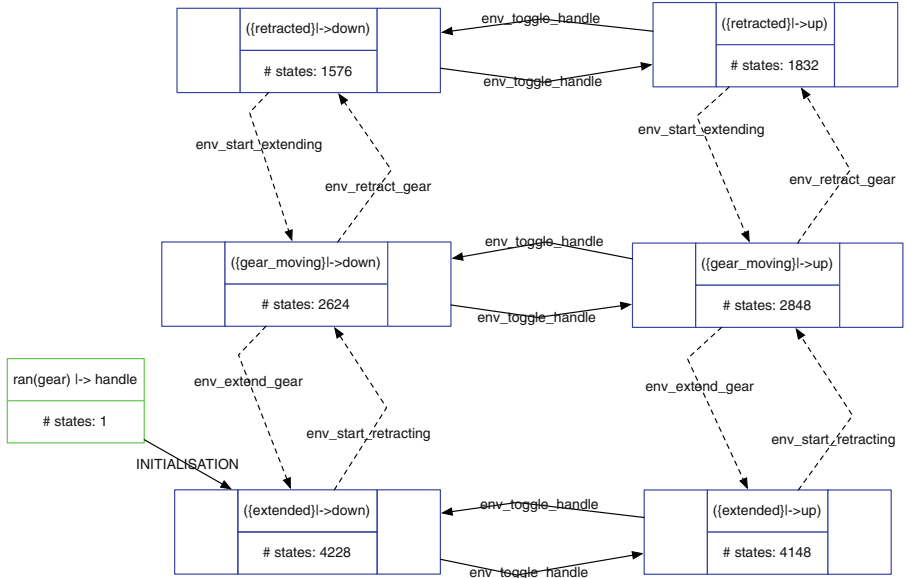 ({retracted}|->down)
# states: 1576
env_toggle_handle
env_toggle_handle
({retracted}|->up)
# states: 1832
env_start_extending
env_retract_gear
env_start_extending
env_retract_gear
({gear_moving}|->down)
# states: 2624
env_toggle_handle
env_toggle_handle
({gear_moving}|->up)
# states: 2848
ran(gear) |-> handle
# states: 1
INITIALISATION
env_extend_gear
env_start_retracting
env_extend_gear
env_start_retracting
({extended}|->down)
# states: 4228
env_toggle_handle
env_toggle_handle
({extended}|->up)
# states: 4148